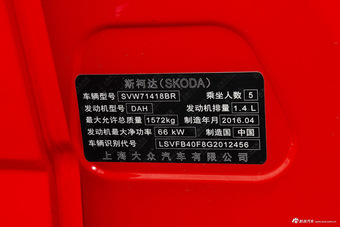 斯柯达(SKODA)
车辆型号 SVW71418BR 乘坐人数 5
发动机型号 DAH 发动机排量 1.4 L
最大允许总质量 1572kg 制造年月 2016.04
发动机最大净功率 66 kW 制造国 中国
车辆识别代号 LSVFB40F8G2012456
上海大众汽车有限公司